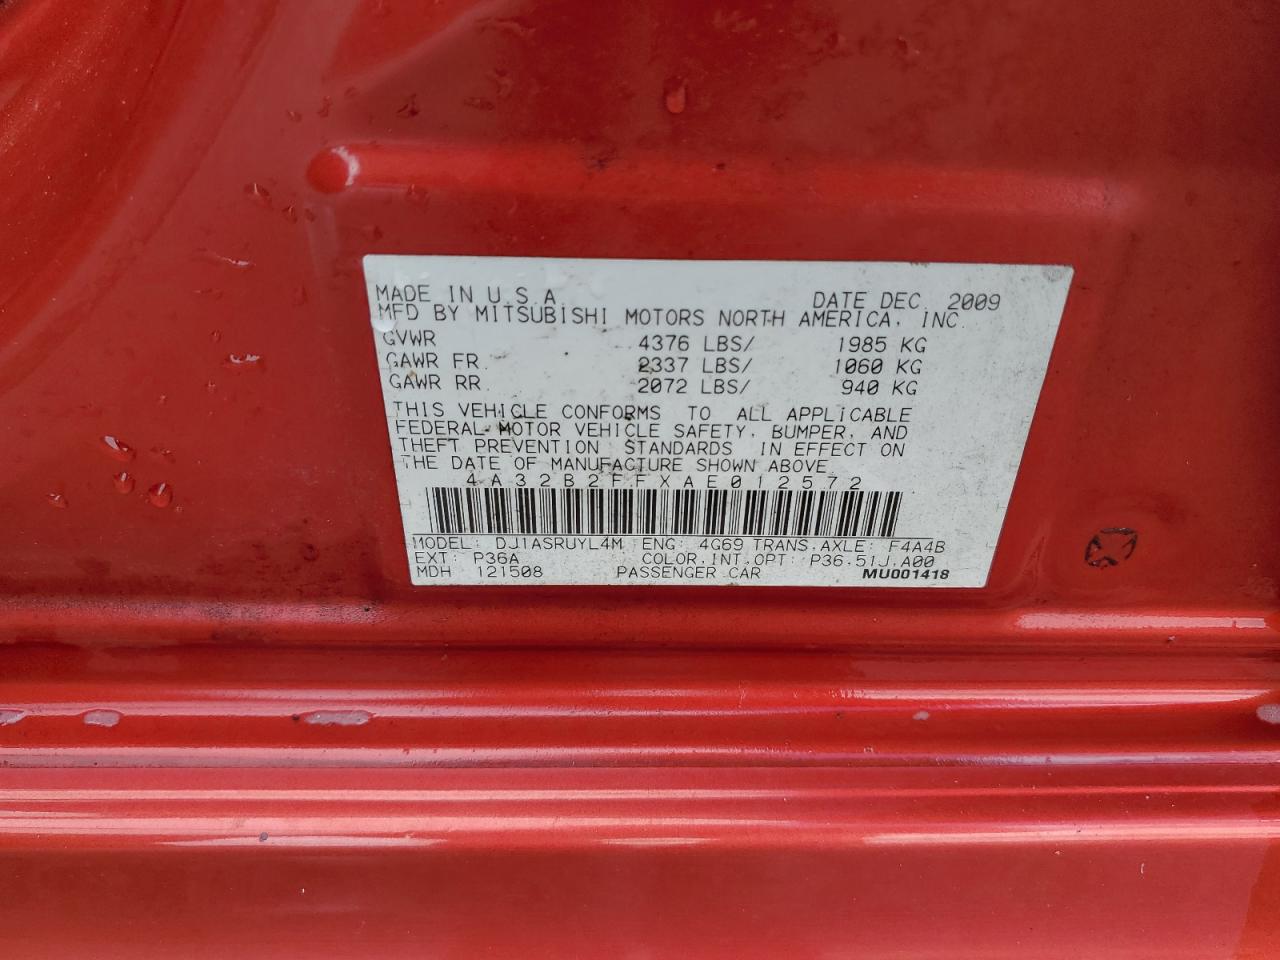 MADE IN U.S.A. DATE DEC. 2009
MFD BY MITSUBISHI MOTORS NORTH AMERICA, INC.
GVWR 4376 LBS/ 1985 KG
GAWR FR. 2337 LBS/ 1060 KG
GAWR RR. 2072 LBS/ 940 KG
THIS VEHICLE CONFORMS TO ALL APPLICABLE
FEDERAL MOTOR VEHICLE SAFETY, BUMPER, AND
THEFT PREVENTION STANDARDS IN EFFECT ON
THE DATE OF MANUFACTURE SHOWN ABOVE
4A32B2FFXAE012572
MODEL: DJ1ASRUYL4M ENG: 4G69 TRANS.AXLE: F4A4B
EXT: P36A COLOR.INT.OPT: P36.51J.A00
MDH 121508 PASSENGER CAR MU001418